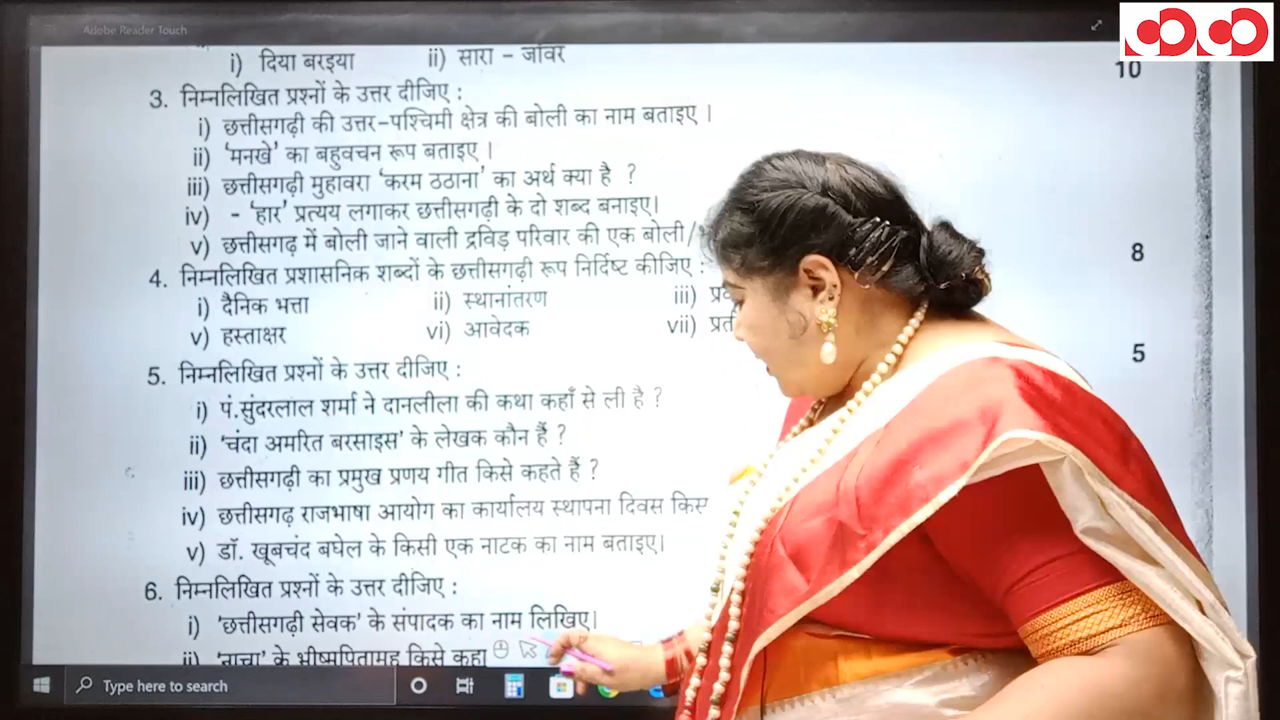 Adobe Reader Touch
i) दिया बरइया ii) सारा - जाँवर
10
3. निम्नलिखित प्रश्नों के उत्तर दीजिए :
i) छत्तीसगढ़ी की उत्तर-पश्चिमी क्षेत्र की बोली का नाम बताइए ।
ii) 'मनखे' का बहुवचन रूप बताइए ।
iii) छत्तीसगढ़ी मुहावरा 'करम ठठाना' का अर्थ क्या है ?
iv) - 'हार' प्रत्यय लगाकर छत्तीसगढ़ी के दो शब्द बनाइए।
v) छत्तीसगढ़ में बोली जाने वाली द्रविड़ परिवार की एक बोली/
8
4. निम्नलिखित प्रशासनिक शब्दों के छत्तीसगढ़ी रूप निर्दिष्ट कीजिए :
i) दैनिक भत्ता ii) स्थानांतरण iii)
v) हस्ताक्षर vi) आवेदक vii)
5
5. निम्नलिखित प्रश्नों के उत्तर दीजिए :
i) पं.सुंदरलाल शर्मा ने दानलीला की कथा कहाँ से ली है ?
ii) 'चंदा अमरित बरसाइस' के लेखक कौन हैं ?
iii) छत्तीसगढ़ी का प्रमुख प्रणय गीत किसे कहते हैं ?
iv) छत्तीसगढ़ राजभाषा आयोग का कार्यालय स्थापना दिवस किस
v) डॉ. खूबचंद बघेल के किसी एक नाटक का नाम बताइए।
6. निम्नलिखित प्रश्नों के उत्तर दीजिए :
i) 'छत्तीसगढ़ी सेवक' के संपादक का नाम लिखिए।
ii) 'नाचा' के भीष्मपितामह किसे कहा
Type here to search